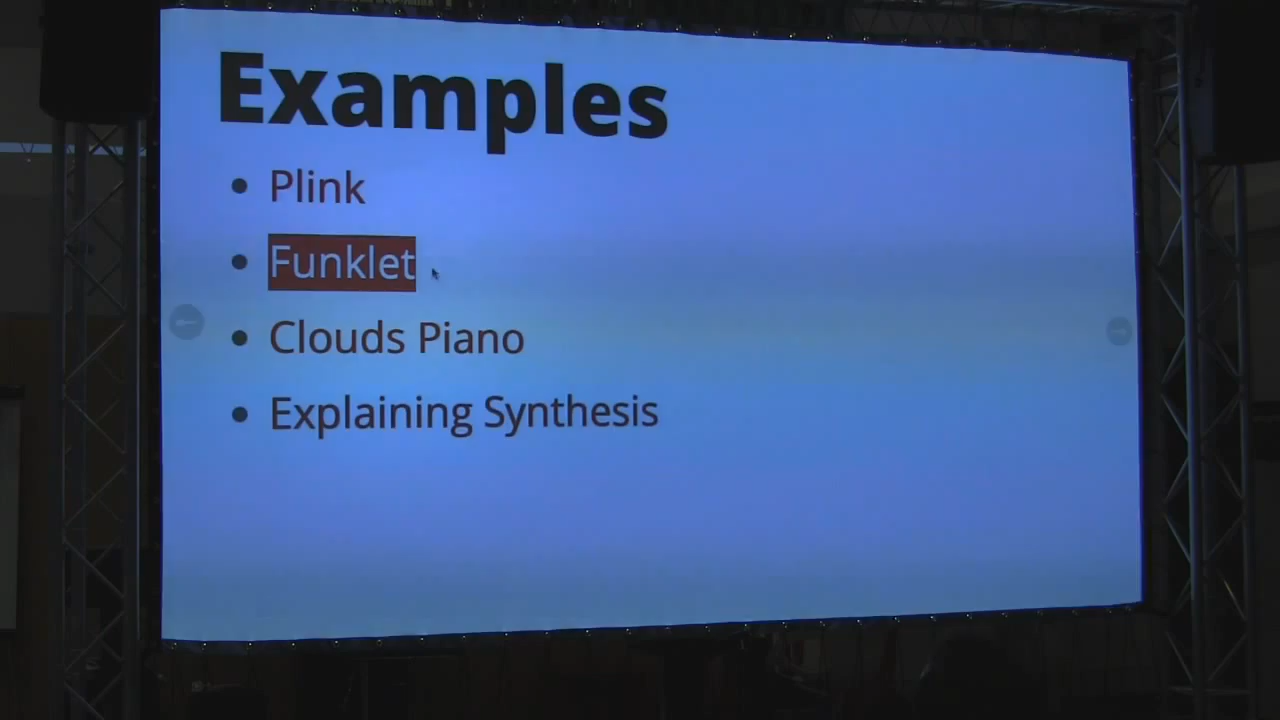 Examples
Plink
Funklet
Clouds Piano
Explaining Synthesis